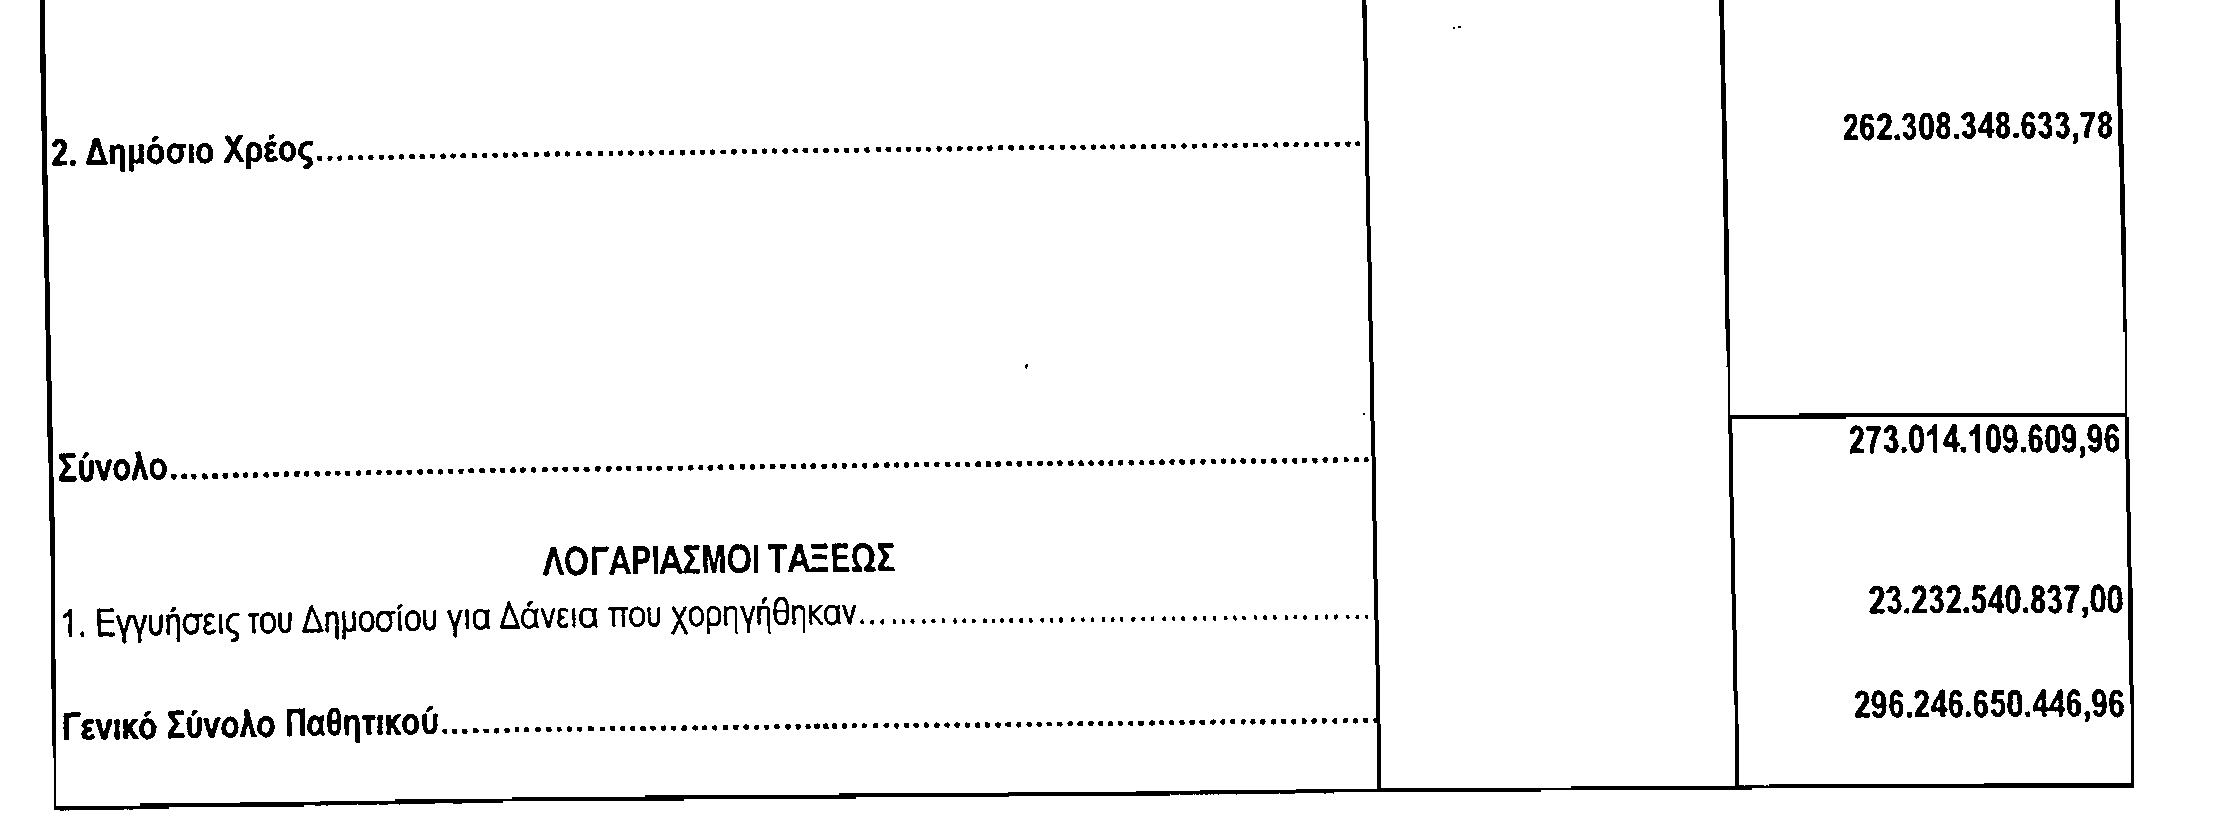 2. Δημόσιο Χρέος.......... 262.308.348.633,78
Σύνολο.......... 273.014.109.609,96
ΛΟΓΑΡΙΑΣΜΟΙ ΤΑΞΕΩΣ
1. Εγγυήσεις του Δημοσίου για Δάνεια που χορηγήθηκαν.......... 23.232.540.837,00
Γενικό Σύνολο Παθητικού.......... 296.246.650.446,96